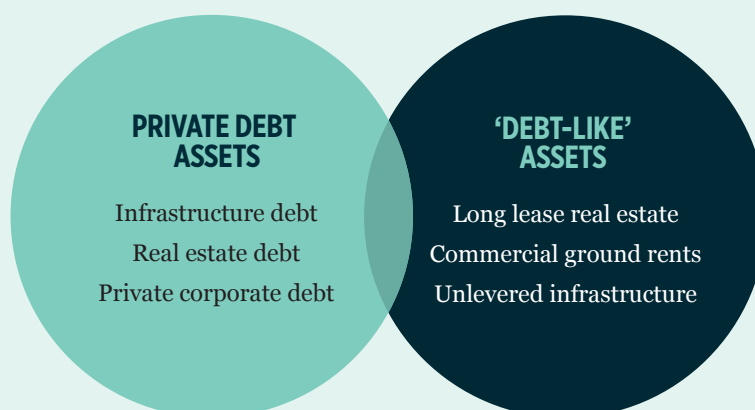 PRIVATE DEBT
ASSETS
Infrastructure debt
Real estate debt
Private corporate debt
‘DEBT-LIKE’
ASSETS
Long lease real estate
Commercial ground rents
Unlevered infrastructure